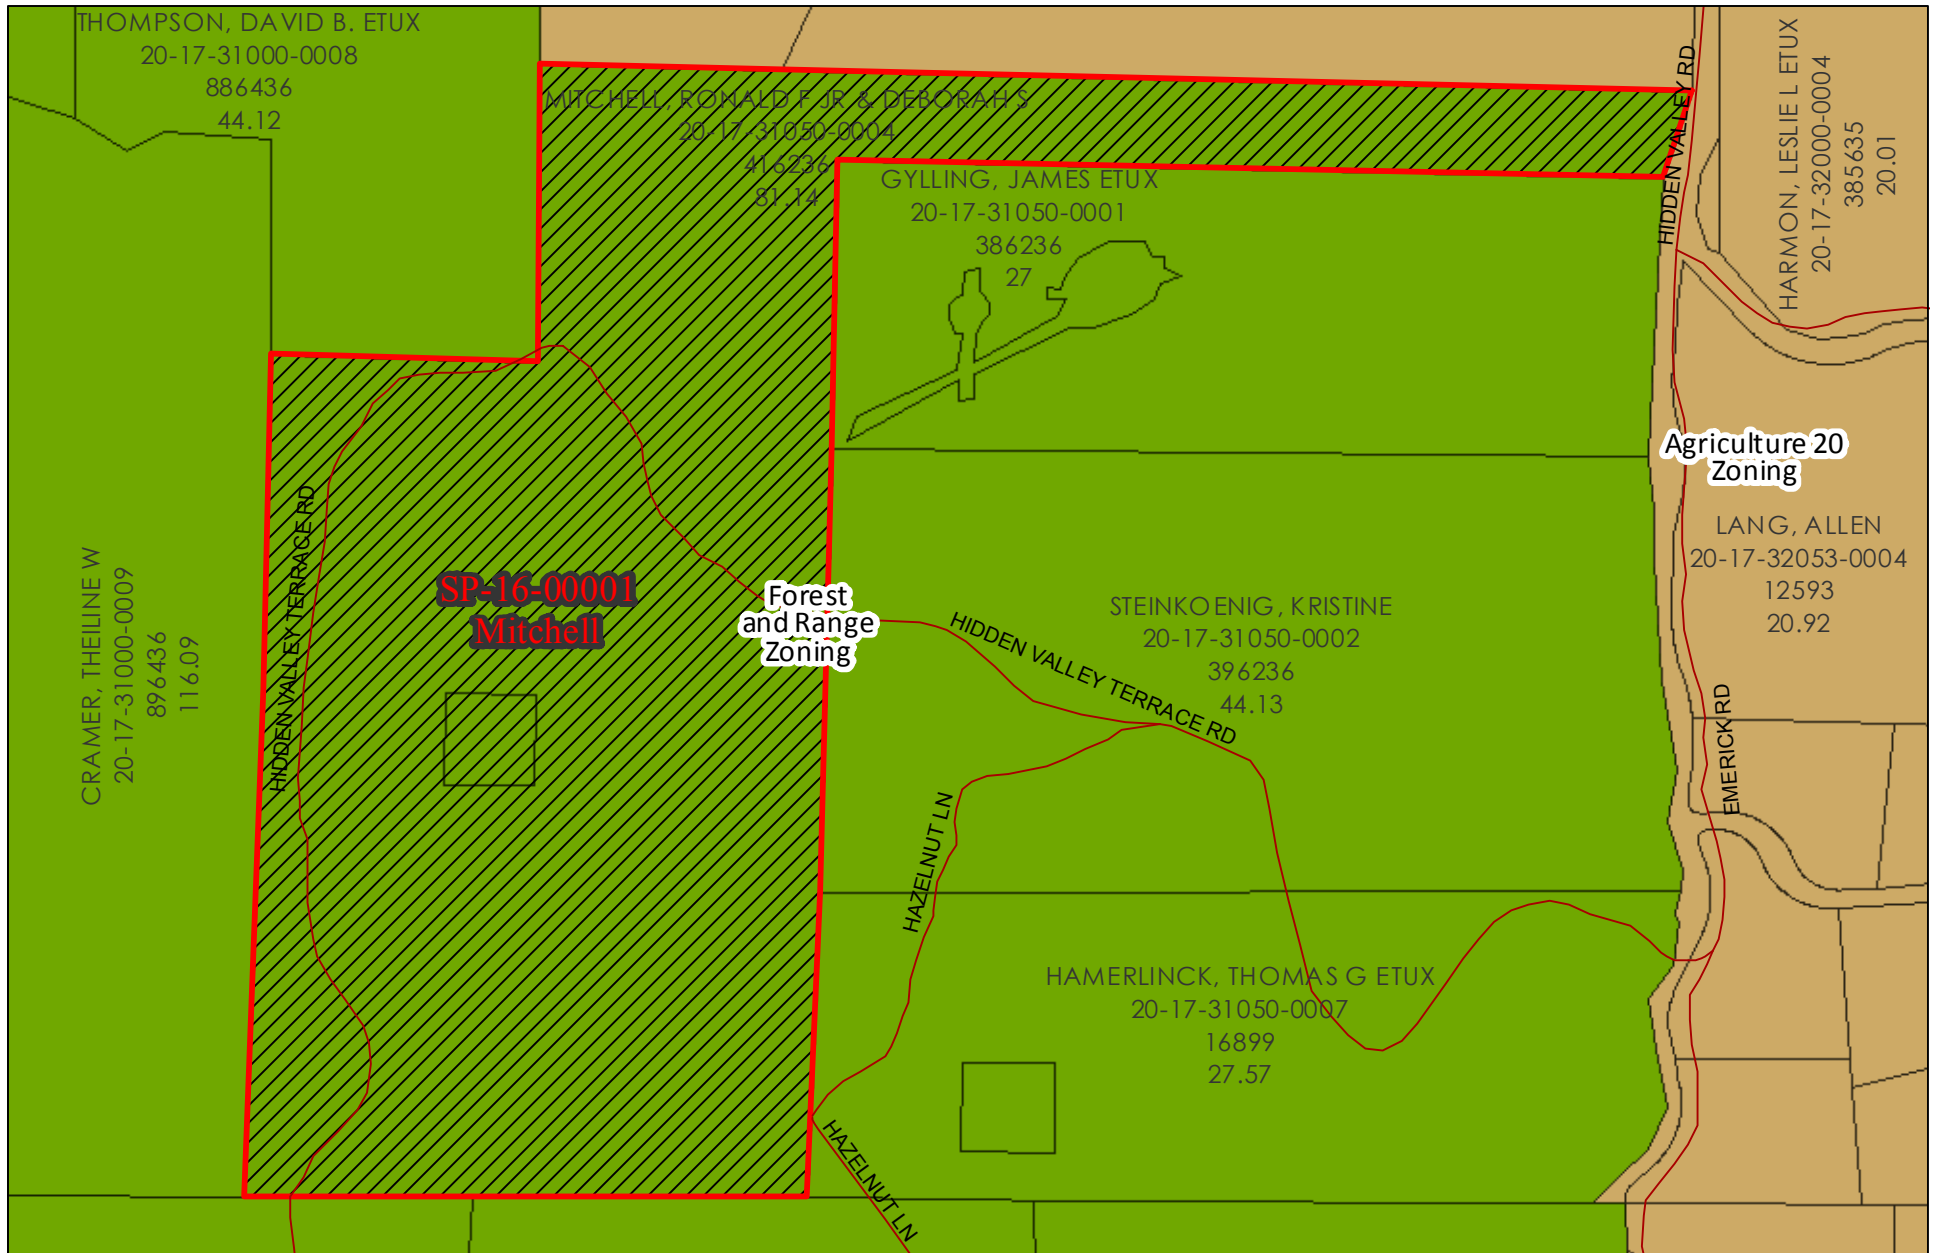 THOMPSON, DAVID B. ETUX
20-17-31000-0008
886436
44.12
MITCHELL, RONALD F JR & DEBORAH S
20-17-31050-0004
416236
81.14
GYLLING, JAMES ETUX
20-17-31050-0001
386236
27
HIDDEN VALLEY RD
HARMON, LESLIE L ETUX
20-17-32000-0004
385635
20.01
Agriculture 20
Zoning
LANG, ALLEN
20-17-32053-0004
12593
20.92
CRAMER, THEILINE W
20-17-31000-0009
896436
116.09
HIDDEN VALLEY TERRACE RD
SP-16-00001
Mitchell
Forest
and Range
Zoning
HIDDEN VALLEY TERRACE RD
STEINKOENIG, KRISTINE
20-17-31050-0002
396236
44.13
EMERICK RD
HAZELNUT LN
HAMERLINCK, THOMAS G ETUX
20-17-31050-0007
16899
27.57
HAZELNUT LN